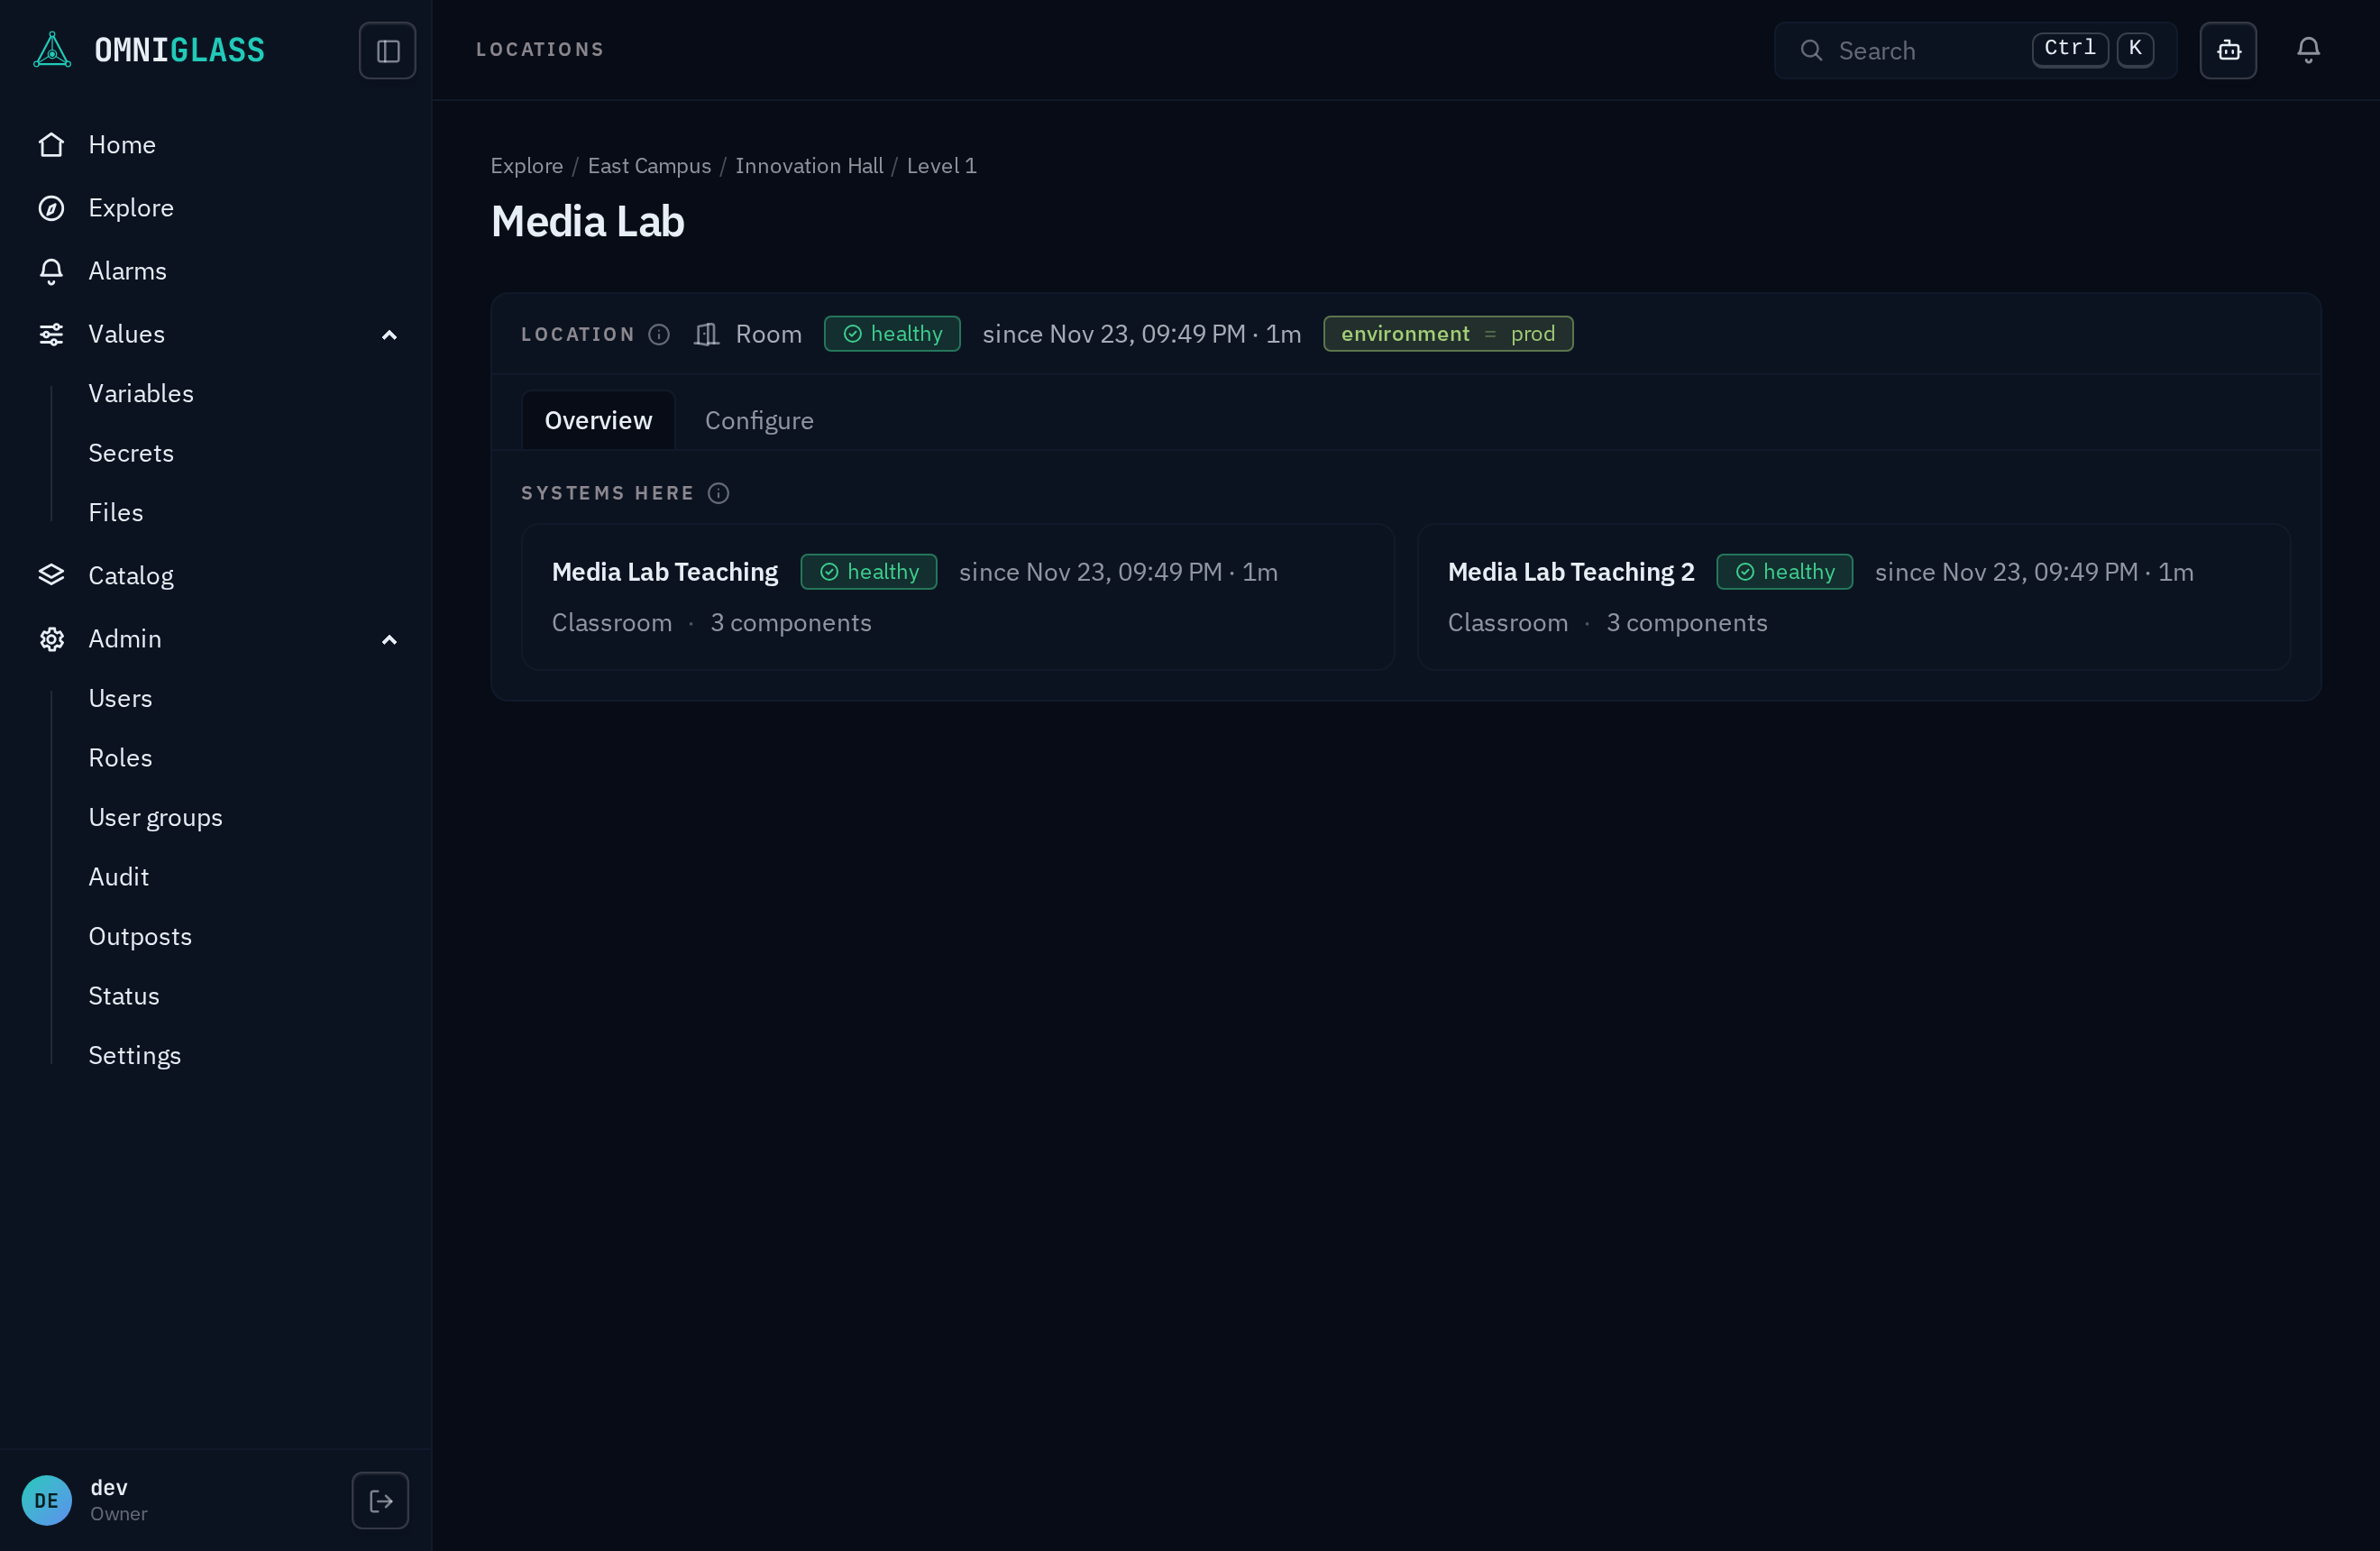 OMNIGLASS
LOCATIONS
Search
Ctrl K
Home
Explore
Alarms
Values
Variables
Secrets
Files
Catalog
Admin
Users
Roles
User groups
Audit
Outposts
Status
Settings
DE
dev
Owner
Explore / East Campus / Innovation Hall / Level 1
Media Lab
LOCATION Room healthy since Nov 23, 09:49 PM · 1m environment = prod
Overview Configure
SYSTEMS HERE
Media Lab Teaching healthy since Nov 23, 09:49 PM · 1m
Classroom · 3 components
Media Lab Teaching 2 healthy since Nov 23, 09:49 PM · 1m
Classroom · 3 components